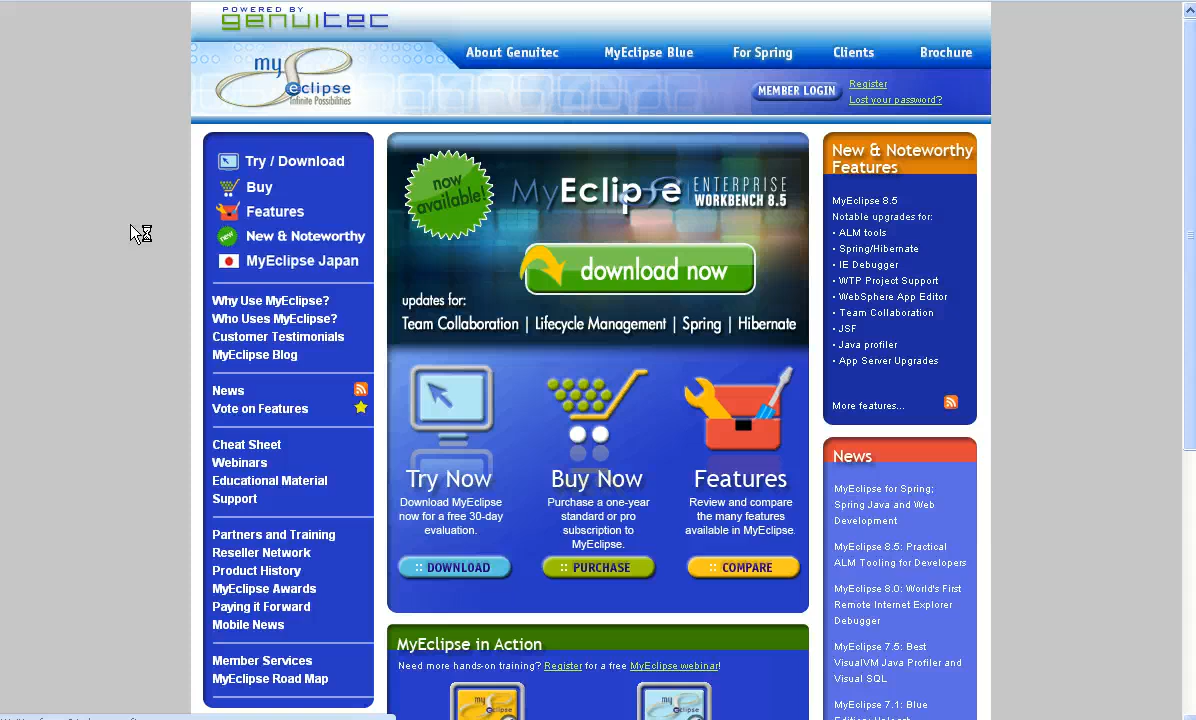 POWERED BY
genuitec
About Genuitec
MyEclipse Blue
For Spring
Clients
Brochure
my
eclipse
Infinite Possibilities
MEMBER LOGIN
Register
Lost your password?
Try / Download
Buy
Features
new
New & Noteworthy
MyEclipse Japan
Why Use MyEclipse?
Who Uses MyEclipse?
Customer Testimonials
MyEclipse Blog
News
Vote on Features
Cheat Sheet
Webinars
Educational Material
Support
Partners and Training
Reseller Network
Product History
MyEclipse Awards
Paying it Forward
Mobile News
Member Services
MyEclipse Road Map
now
available!
MyEclipse ENTERPRISE
WORKBENCH 8.5
download now
updates for:
Team Collaboration | Lifecycle Management | Spring | Hibernate
Try Now
Download MyEclipse
now for a free 30-day
evaluation.
:: DOWNLOAD
Buy Now
Purchase a one-year
standard or pro
subscription to
MyEclipse.
:: PURCHASE
Features
Review and compare
the many features
available in MyEclipse.
:: COMPARE
MyEclipse in Action
Need more hands-on training? Register for a free MyEclipse webinar!
my
eclipse
my
eclipse
New & Noteworthy
Features
MyEclipse 8.5
Notable upgrades for:
• ALM tools
• Spring/Hibernate
• IE Debugger
• WTP Project Support
• WebSphere App Editor
• Team Collaboration
• JSF
• Java profiler
• App Server Upgrades
More features...
News
MyEclipse for Spring;
Spring Java and Web
Development
MyEclipse 8.5: Practical
ALM Tooling for Developers
MyEclipse 8.0: World's First
Remote Internet Explorer
Debugger
MyEclipse 7.5: Best
VisualVM Java Profiler and
Visual SQL
MyEclipse 7.1: Blue